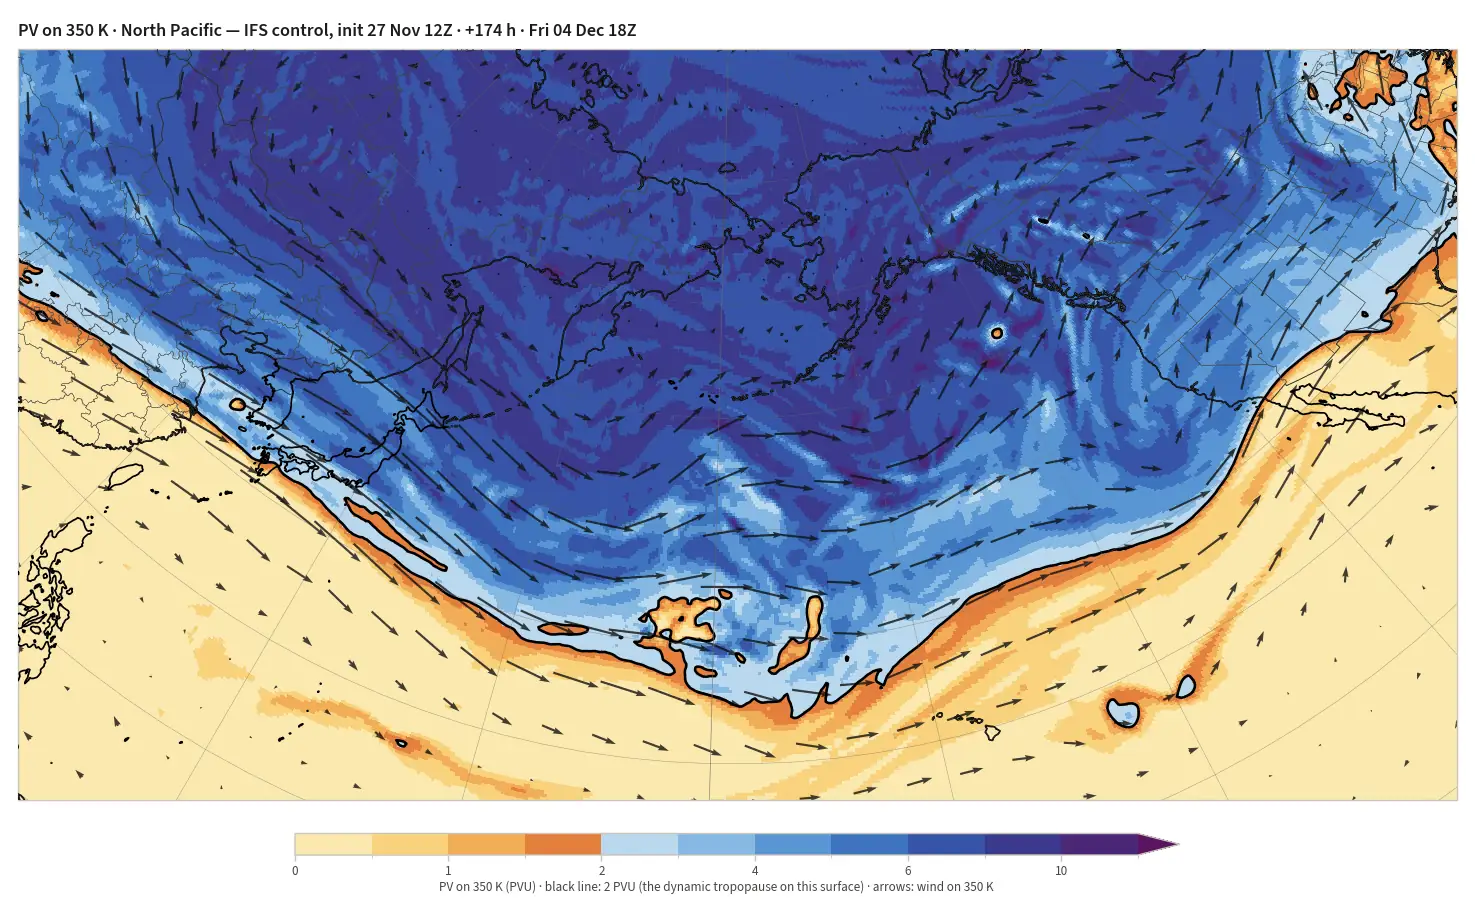 PV on 350 K · North Pacific — IFS control, init 27 Nov 12Z · +174 h · Fri 04 Dec 18Z
0 1 2 4 6 10
PV on 350 K (PVU) · black line: 2 PVU (the dynamic tropopause on this surface) · arrows: wind on 350 K